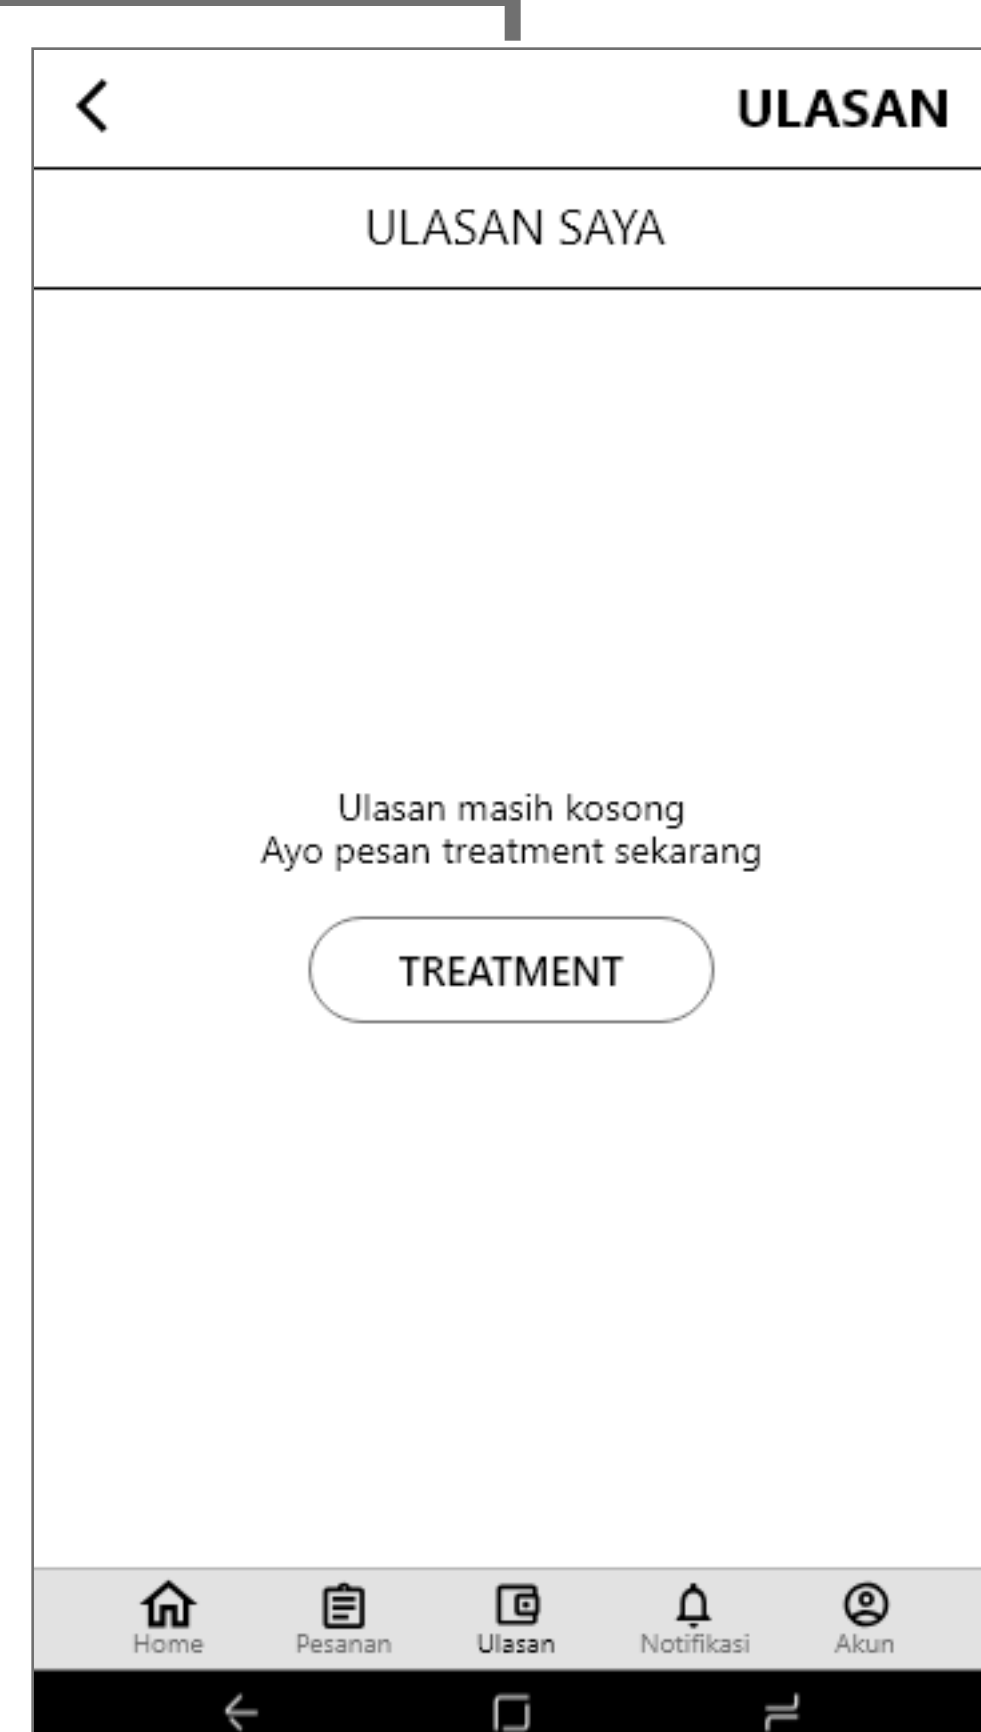 ULASAN
ULASAN SAYA
Ulasan masih kosong
Ayo pesan treatment sekarang
TREATMENT
Home Pesanan Ulasan Notifikasi Akun